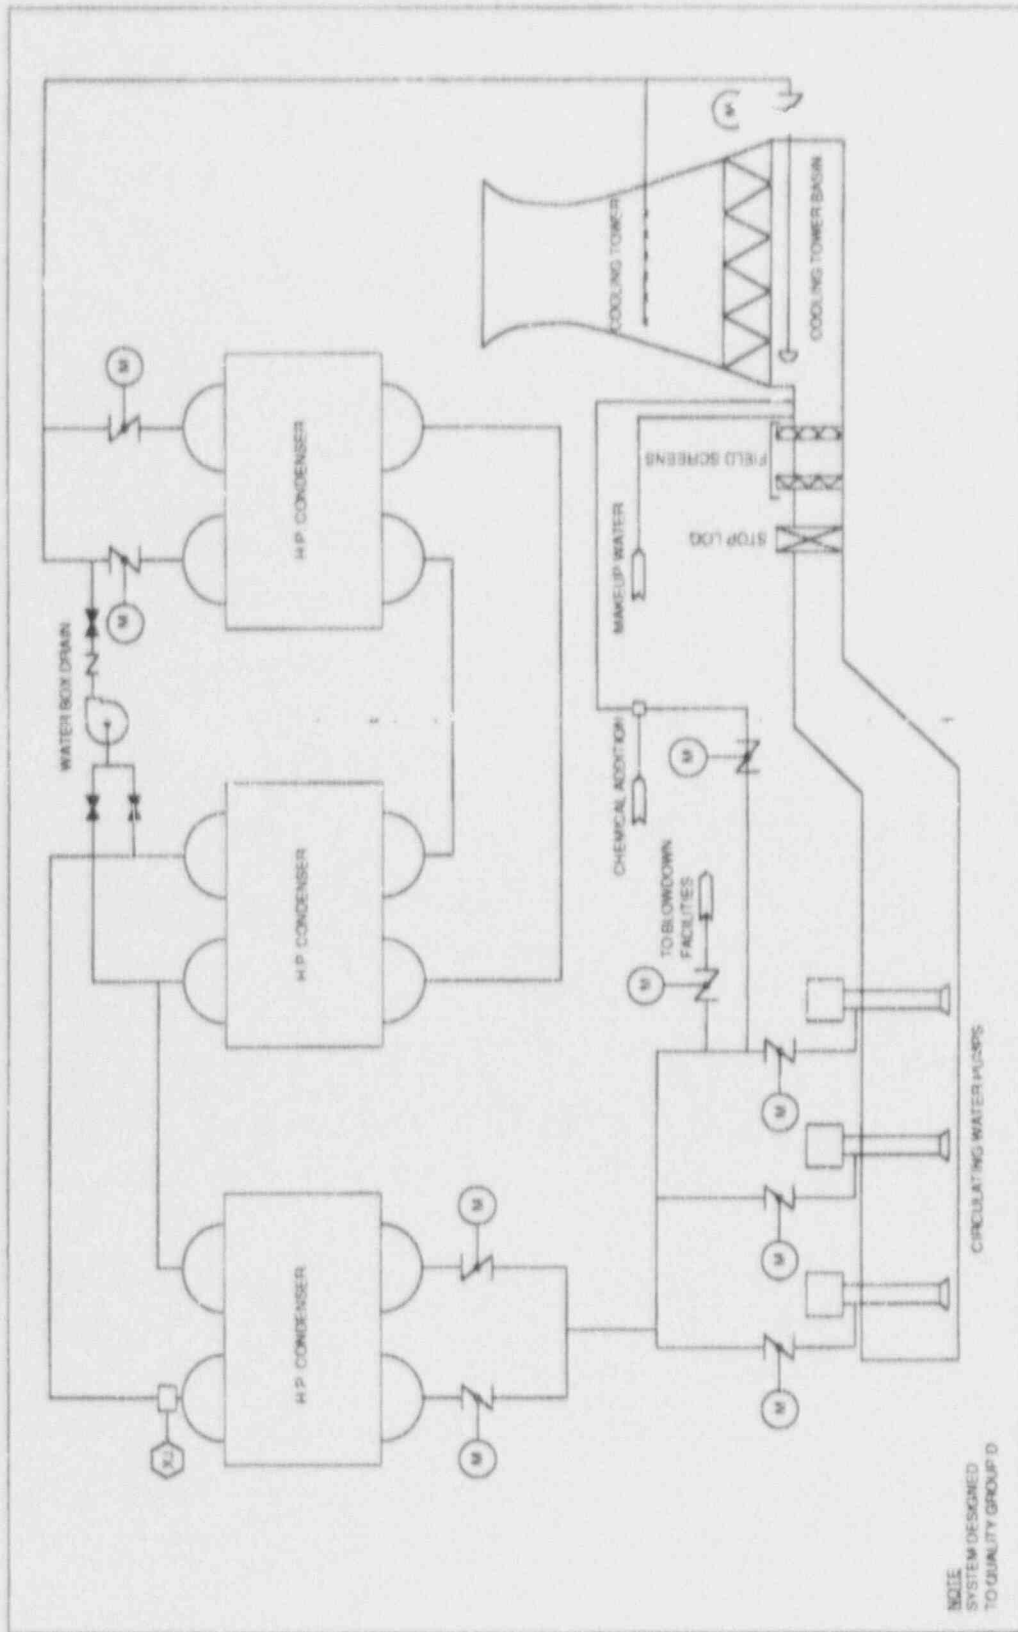 WATER BOX DRAIN
M
M
H.P. CONDENSER
H.P. CONDENSER
H.P. CONDENSER
M
M
COOLING TOWER
COOLING TOWER BASIN
M
FIELD SCREENS
STOP LOG
MAKEUP WATER
CHEMICAL ADDITION
M
TO BLOWDOWN
FACILITIES
M
M
M
M
CIRCULATING WATER PUMPS
NOTE
SYSTEM DESIGNED
TO QUALITY GROUP D